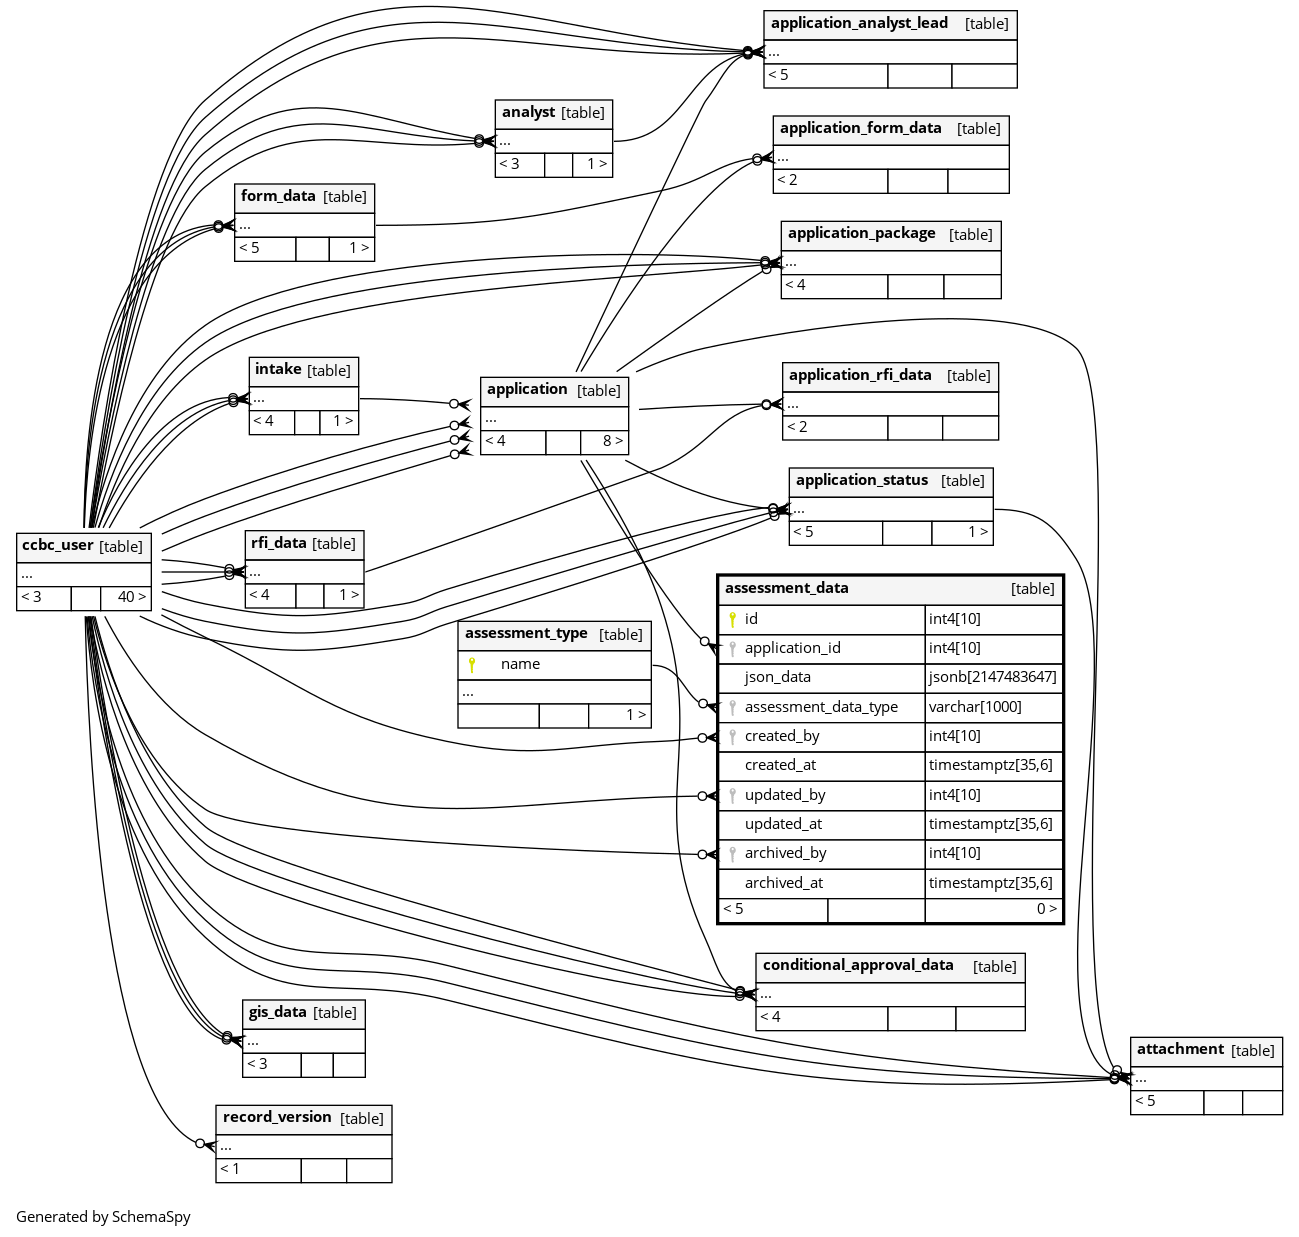 application_analyst_lead [table]
...
< 5
analyst [table]
...
< 3 1 >
application_form_data [table]
...
< 2
form_data [table]
...
< 5 1 >
application_package [table]
...
< 4
intake [table]
...
< 4 1 >
application [table]
...
< 4 8 >
application_rfi_data [table]
...
< 2
application_status [table]
...
< 5 1 >
ccbc_user [table]
...
< 3 40 >
rfi_data [table]
...
< 4 1 >
assessment_type [table]
name
...
1 >
assessment_data [table]
id int4[10]
application_id int4[10]
json_data jsonb[2147483647]
assessment_data_type varchar[1000]
created_by int4[10]
created_at timestamptz[35,6]
updated_by int4[10]
updated_at timestamptz[35,6]
archived_by int4[10]
archived_at timestamptz[35,6]
< 5 0 >
conditional_approval_data [table]
...
< 4
gis_data [table]
...
< 3
attachment [table]
...
< 5
record_version [table]
...
< 1
Generated by SchemaSpy